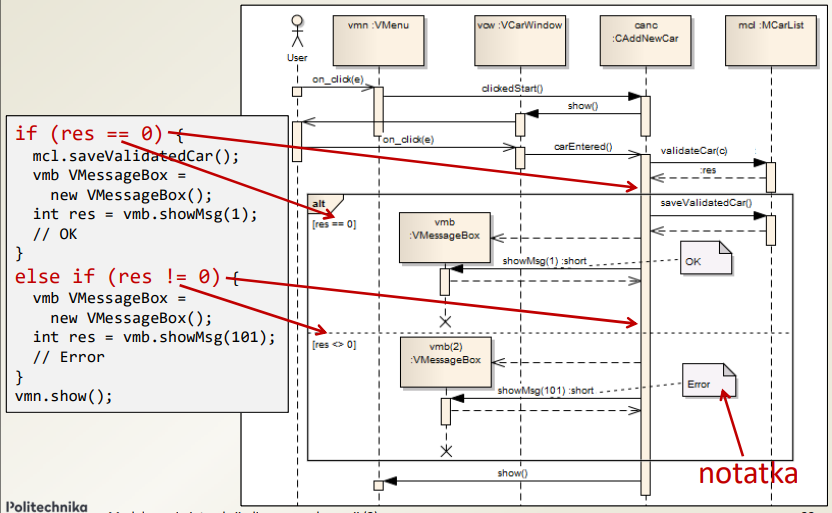 User
vmn :VMenu
vcw :VCarWindow
canc
:CAddNewCar
mcl :MCarList
on_click(e)
clickedStart()
show()
on_click(e)
carEntered()
validateCar(c)
:res
if (res == 0) {
mcl.saveValidatedCar();
vmb VMessageBox =
new VMessageBox();
int res = vmb.showMsg(1);
// OK
}
else if (res != 0) {
vmb VMessageBox =
new VMessageBox();
int res = vmb.showMsg(101);
// Error
}
vmn.show();
alt
[res == 0]
saveValidatedCar()
vmb
:VMessageBox
showMsg(1) :short
OK
[res <> 0]
vmb(2)
:VMessageBox
showMsg(101) :short
Error
notatka
show()
Politechnika